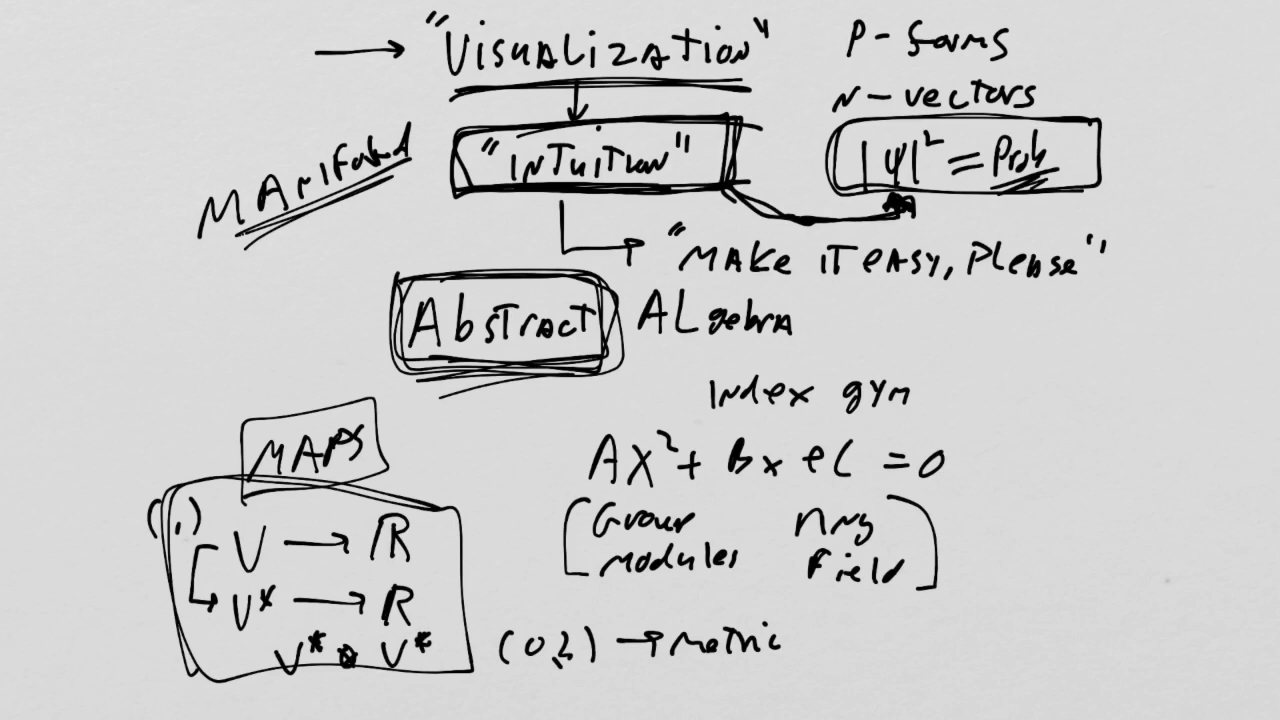 "Visualization"
P-forms
N-vectors
"INTuiTion"
|ψ|² = Prob
MANifold
"MAKe iT eAsy, Please"
AbsTract ALgebra
Index gym
MAPS
AX² + Bx + C = 0
(,)
V → R
Group Ring
modules Field
V* → R
V* ⊗ V* (0,2) → Metric